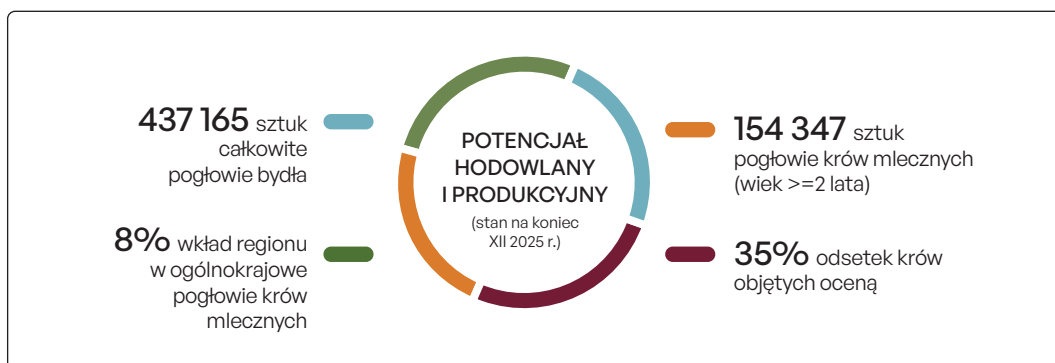 437 165 sztuk
całkowite
pogłowie bydła
8% wkład regionu
w ogólnokrajowe
pogłowie krów
mlecznych
POTENCJAŁ
HODOWLANY
I PRODUKCYJNY
(stan na koniec
XII 2025 r.)
154 347 sztuk
pogłowie krów mlecznych
(wiek >=2 lata)
35% odsetek krów
objętych oceną